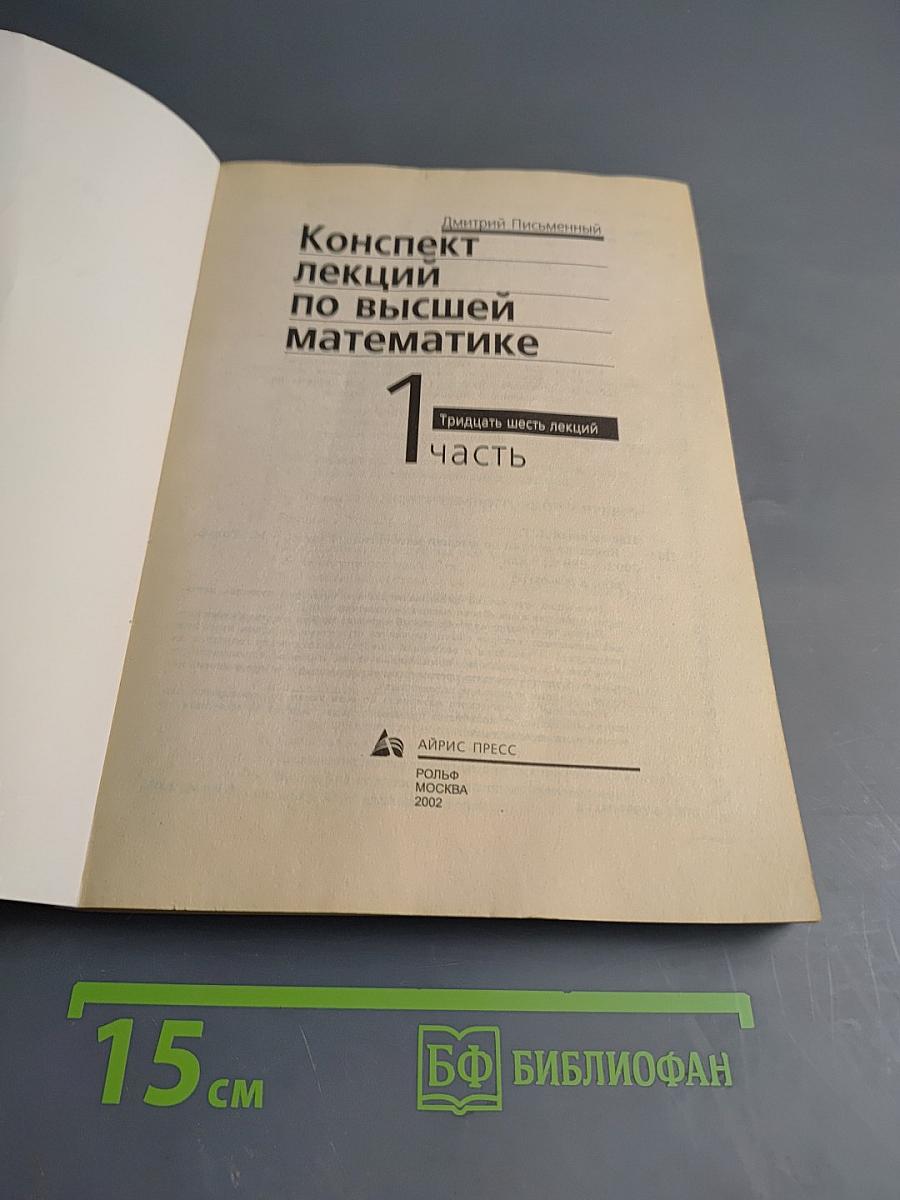 Дмитрий Письменный
Конспект
лекций
по высшей
математике
1
Тридцать шесть лекций
часть
АЙРИС ПРЕСС
РОЛЬФ
МОСКВА
2002
15 см
БФ БИБЛИОФАН